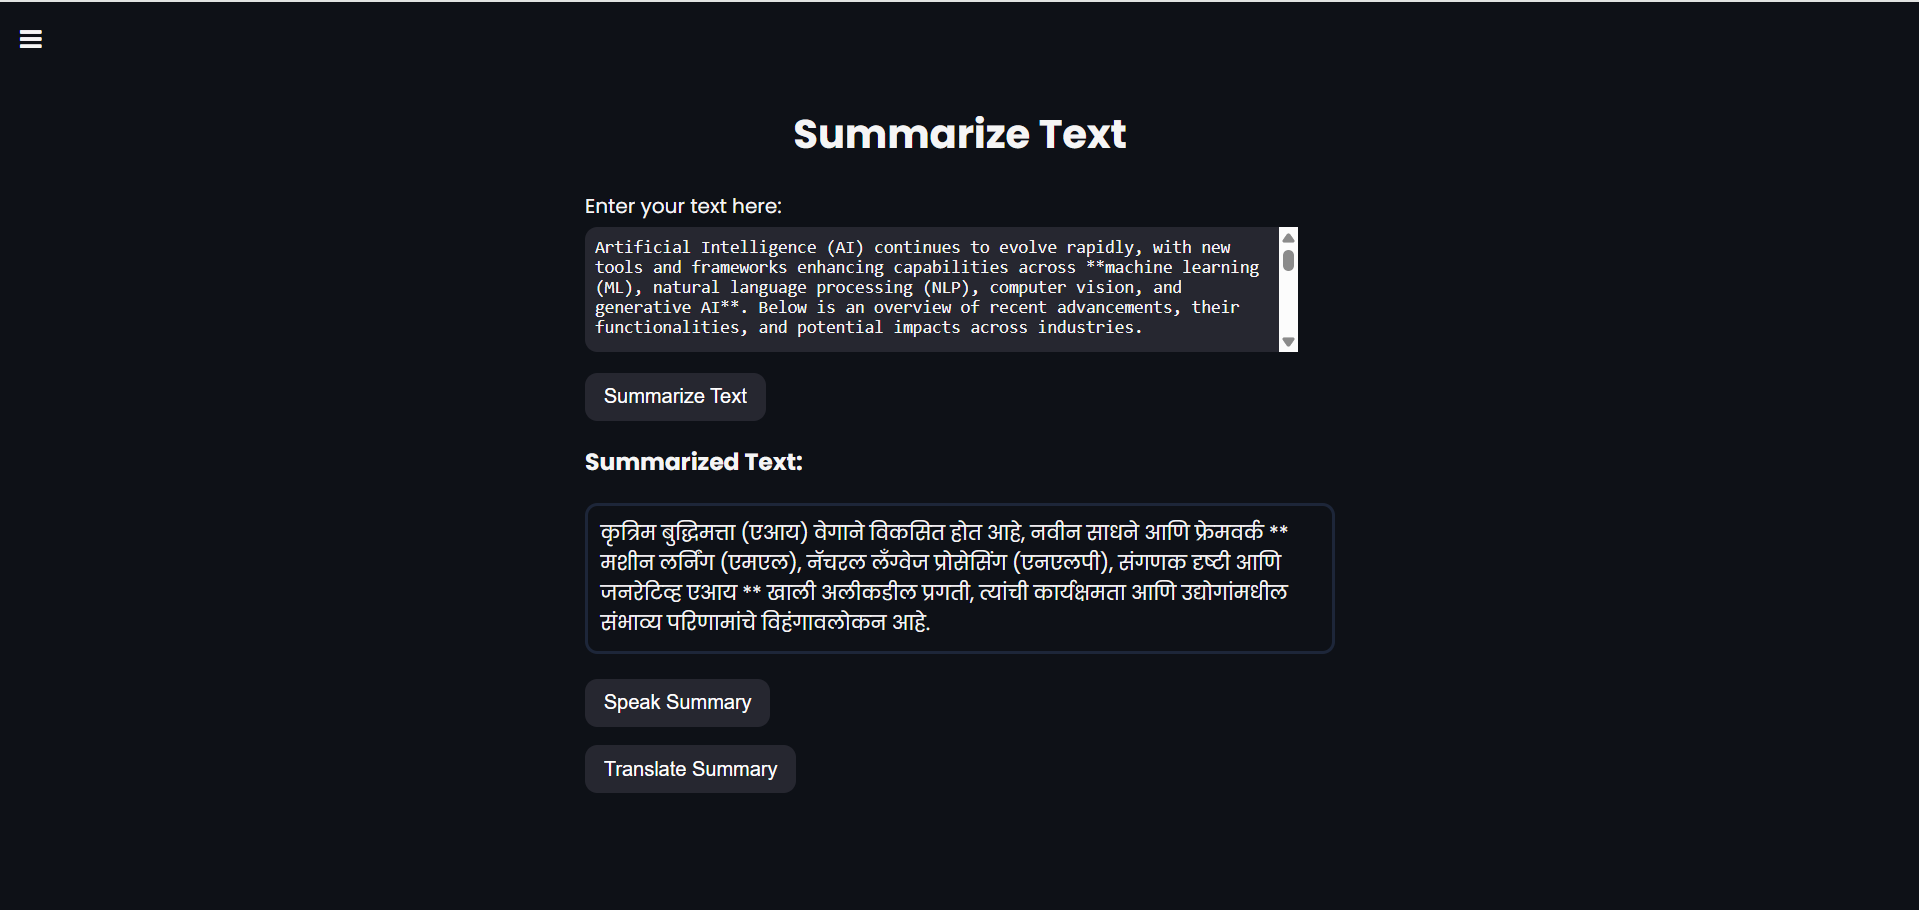 Summarize Text
Enter your text here:
Artificial Intelligence (AI) continues to evolve rapidly, with new
tools and frameworks enhancing capabilities across **machine learning
(ML), natural language processing (NLP), computer vision, and
generative AI**. Below is an overview of recent advancements, their
functionalities, and potential impacts across industries.
Summarize Text
Summarized Text:
कृत्रिम बुद्धिमत्ता (एआय) वेगाने विकसित होत आहे, नवीन साधने आणि फ्रेमवर्क **
मशीन लर्निंग (एमएल), नॅचरल लँग्वेज प्रोसेसिंग (एनएलपी), संगणक दृष्टी आणि
जनरेटिव्ह एआय ** खाली अलीकडील प्रगती, त्यांची कार्यक्षमता आणि उद्योगांमधील
संभाव्य परिणामांचे विहंगावलोकन आहे.
Speak Summary
Translate Summary